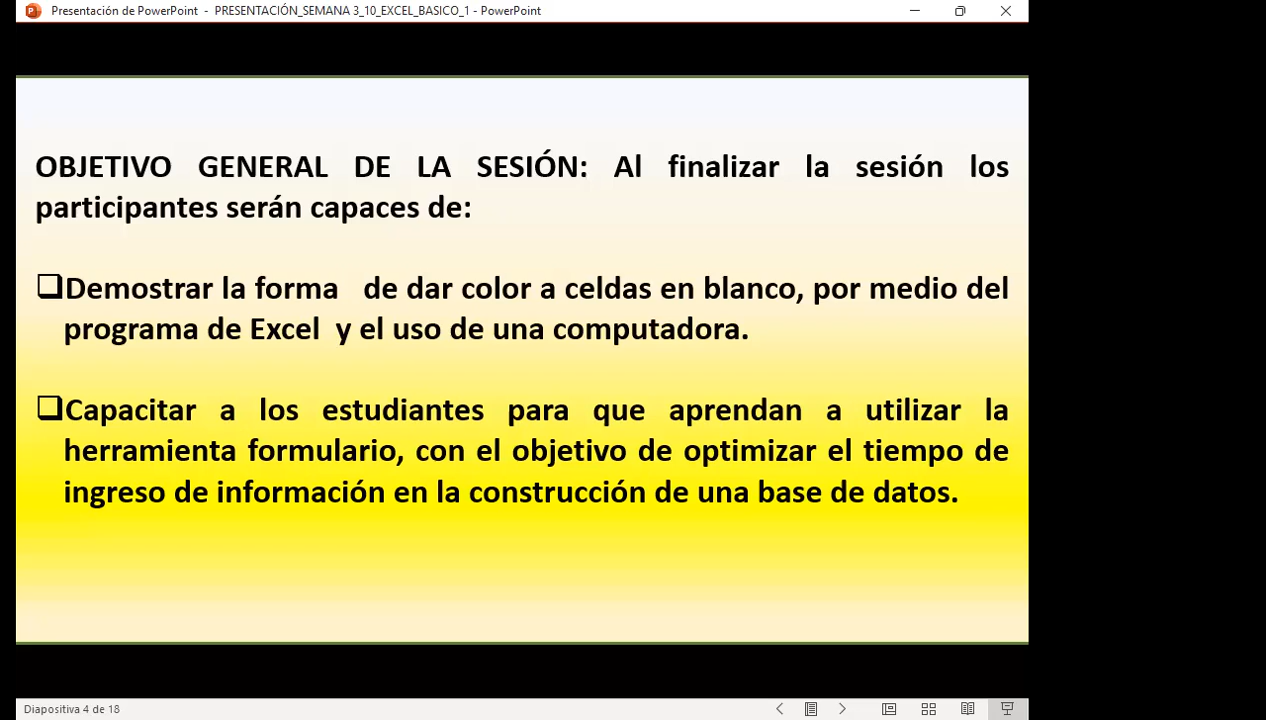 Presentación de PowerPoint - PRESENTACIÓN_SEMANA 3_10_EXCEL_BASICO_1 - PowerPoint
OBJETIVO GENERAL DE LA SESIÓN: Al finalizar la sesión los
participantes serán capaces de:
Demostrar la forma de dar color a celdas en blanco, por medio del
programa de Excel y el uso de una computadora.
Capacitar a los estudiantes para que aprendan a utilizar la
herramienta formulario, con el objetivo de optimizar el tiempo de
ingreso de información en la construcción de una base de datos.
Diapositiva 4 de 18